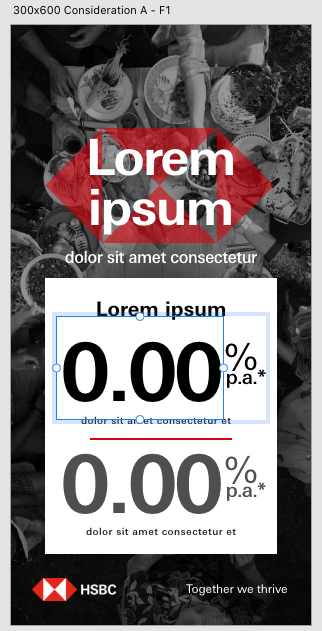 300x600 Consideration A - F1
Lorem
ipsum
dolor sit amet consectetur
Lorem ipsum
0.00%
p.a.*
dolor sit amet consectetur et
0.00%
p.a.*
dolor sit amet consectetur et
HSBC
Together we thrive